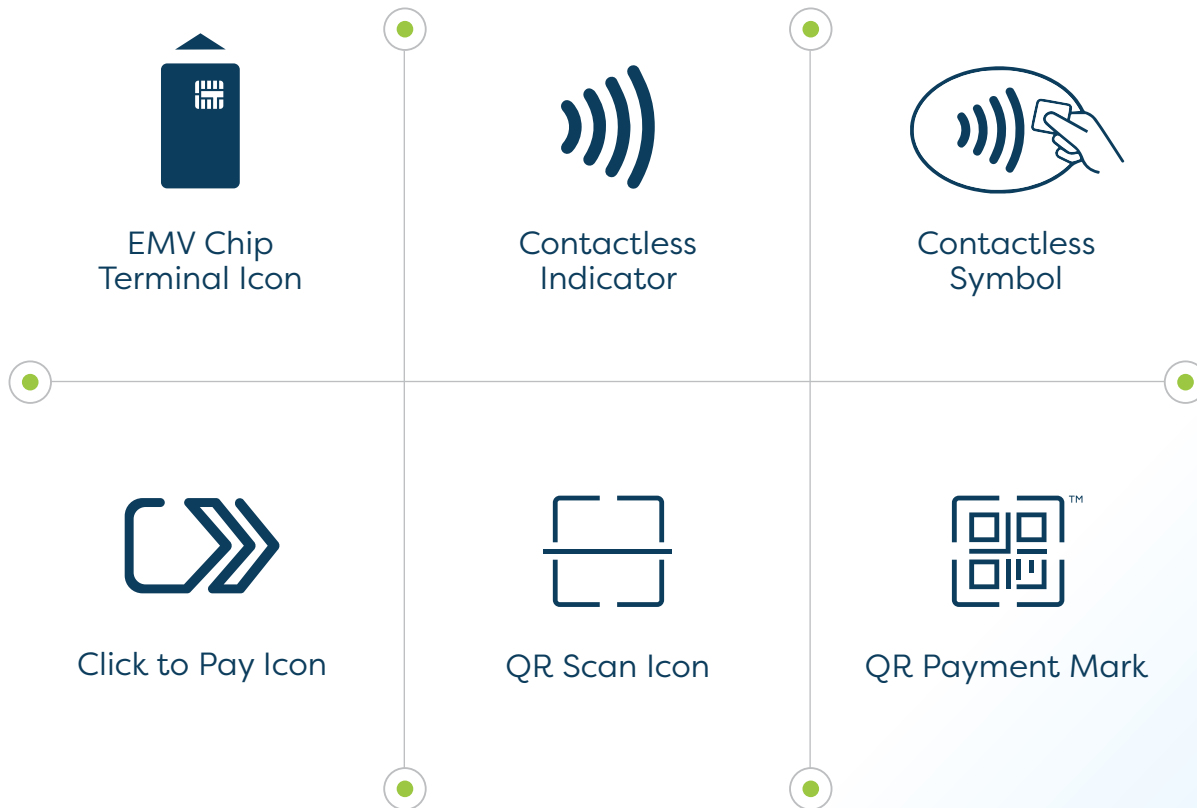 EMV Chip
Terminal Icon
Contactless
Indicator
Contactless
Symbol
Click to Pay Icon
QR Scan Icon
TM
QR Payment Mark